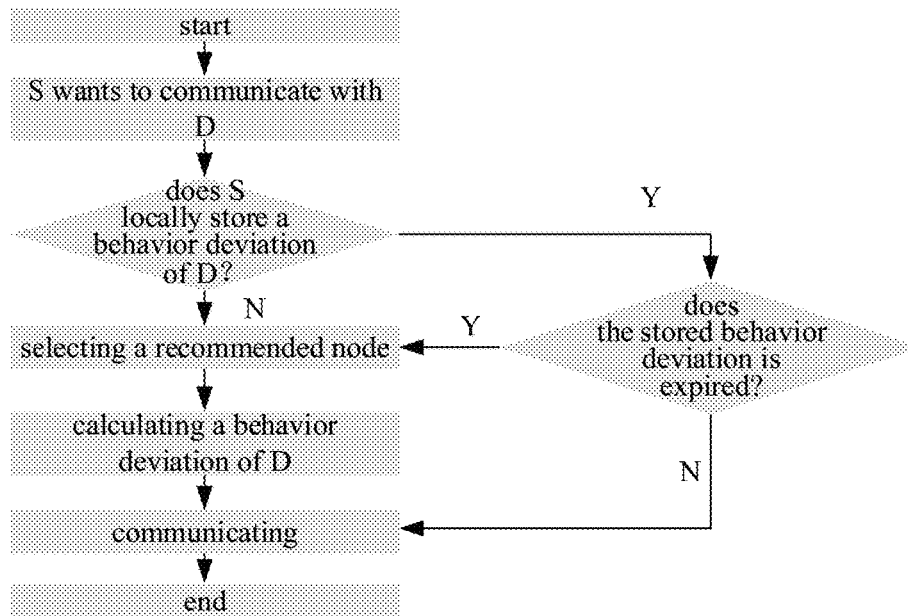 start
S wants to communicate with
D
does S
locally store a
behavior deviation
of D?
Y
N
does
the stored behavior
deviation is
expired?
Y
selecting a recommended node
calculating a behavior
deviation of D
N
communicating
end